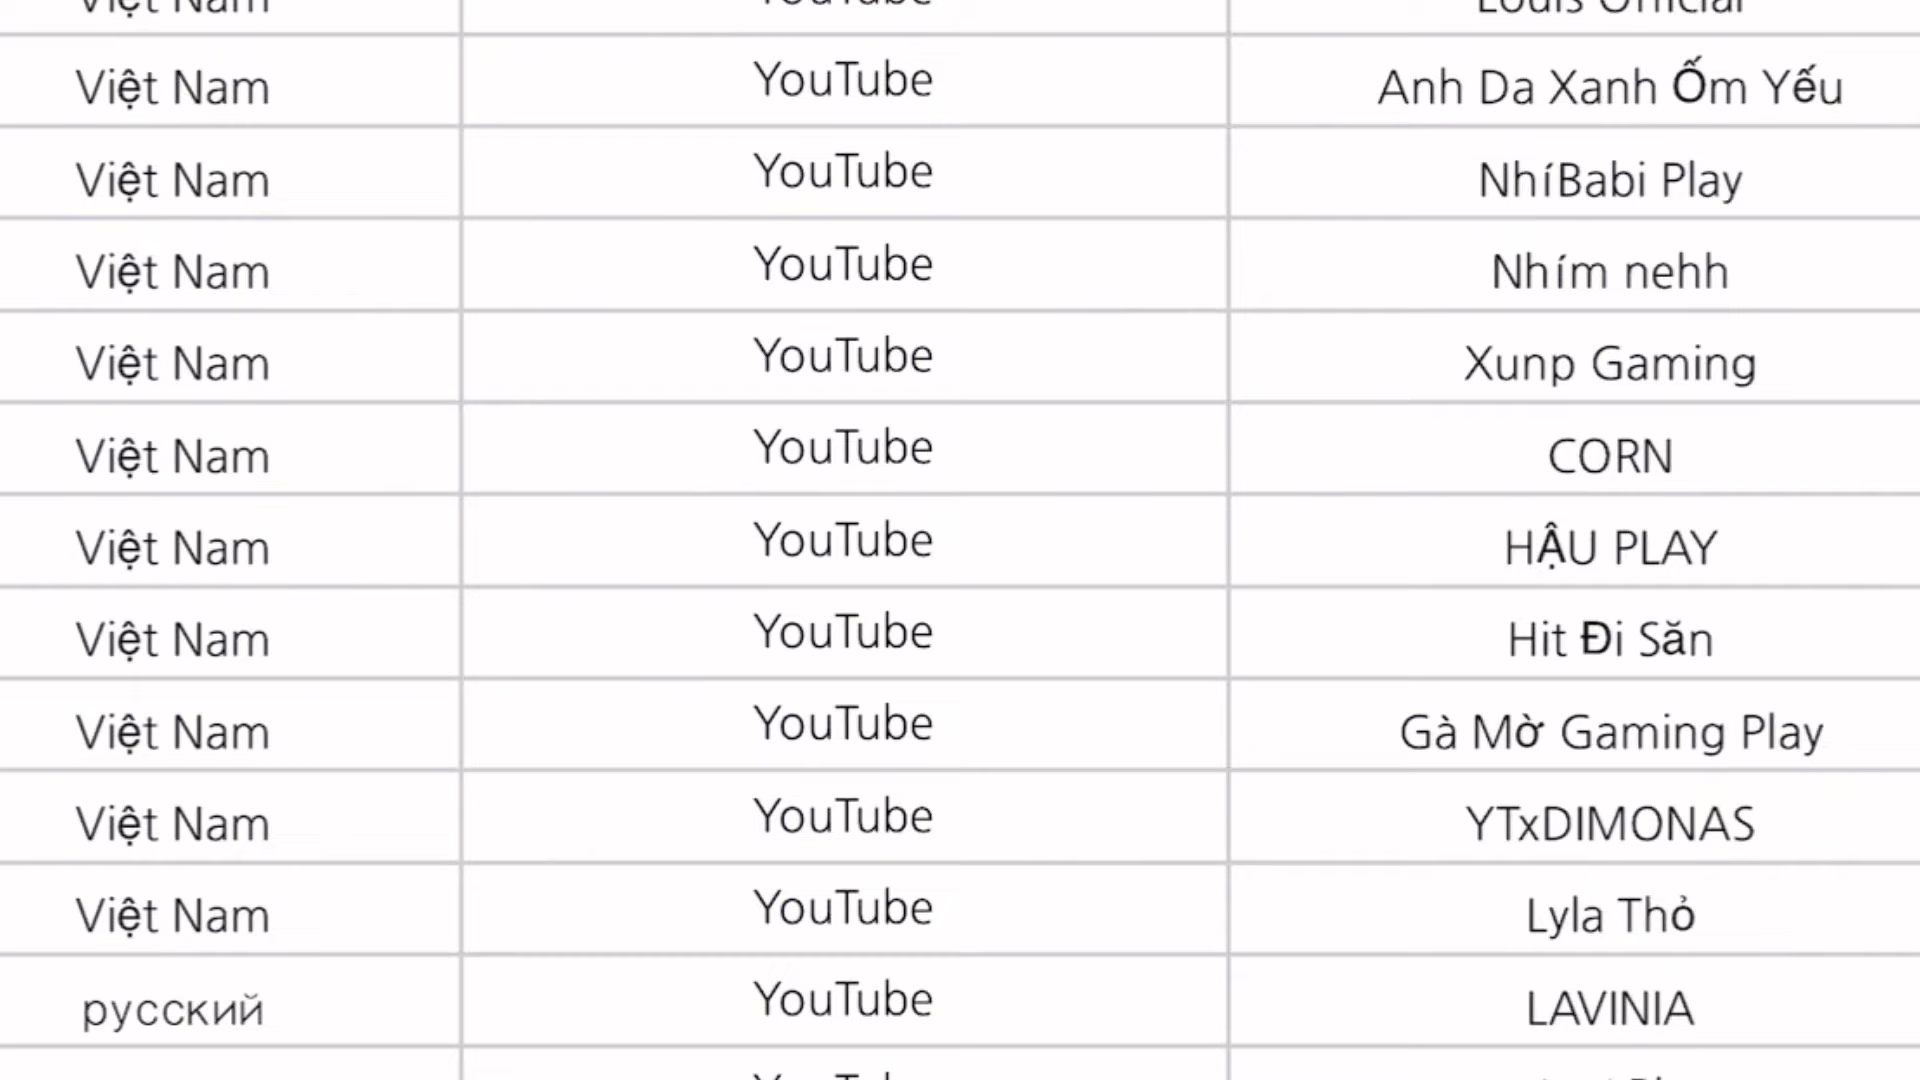 Việt Nam YouTube Louis Official
Việt Nam YouTube Anh Da Xanh Ốm Yếu
Việt Nam YouTube NhíBabi Play
Việt Nam YouTube Nhím nehh
Việt Nam YouTube Xunp Gaming
Việt Nam YouTube CORN
Việt Nam YouTube HẬU PLAY
Việt Nam YouTube Hit Đi Săn
Việt Nam YouTube Gà Mờ Gaming Play
Việt Nam YouTube YTxDIMONAS
Việt Nam YouTube Lyla Thỏ
русский YouTube LAVINIA
YouTube